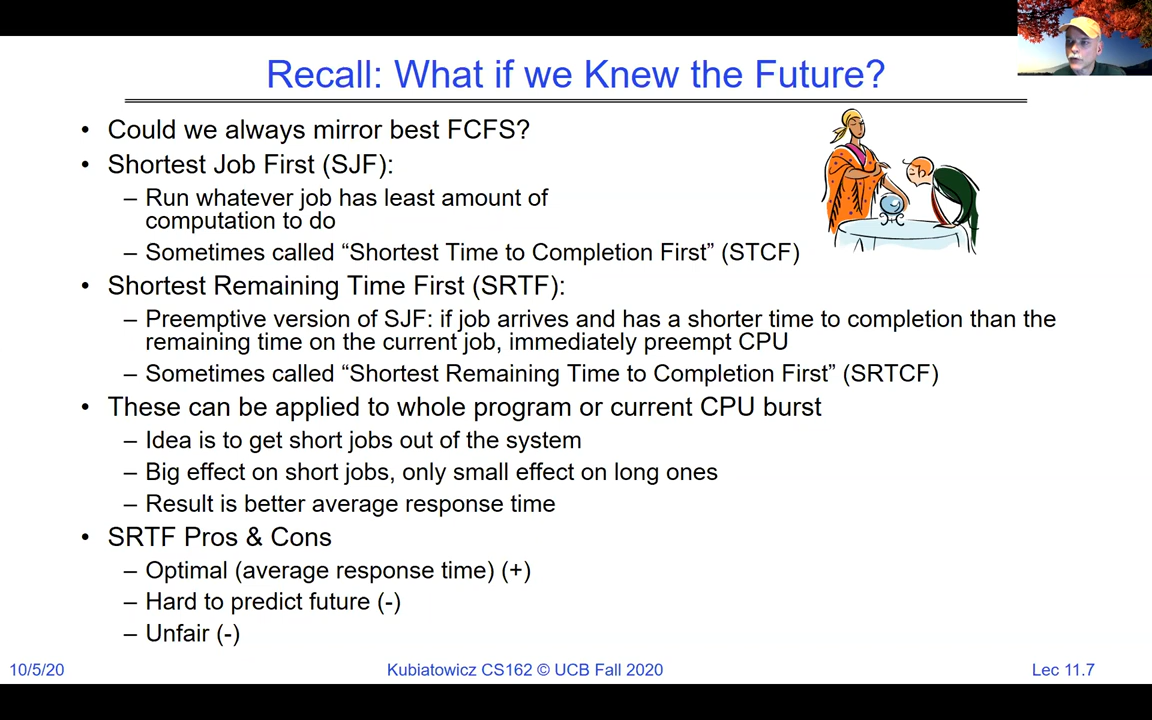 Recall: What if we Knew the Future?
• Could we always mirror best FCFS?
• Shortest Job First (SJF):
– Run whatever job has least amount of
computation to do
– Sometimes called “Shortest Time to Completion First” (STCF)
• Shortest Remaining Time First (SRTF):
– Preemptive version of SJF: if job arrives and has a shorter time to completion than the
remaining time on the current job, immediately preempt CPU
– Sometimes called “Shortest Remaining Time to Completion First” (SRTCF)
• These can be applied to whole program or current CPU burst
– Idea is to get short jobs out of the system
– Big effect on short jobs, only small effect on long ones
– Result is better average response time
• SRTF Pros & Cons
– Optimal (average response time) (+)
– Hard to predict future (-)
– Unfair (-)
10/5/20 Kubiatowicz CS162 © UCB Fall 2020 Lec 11.7